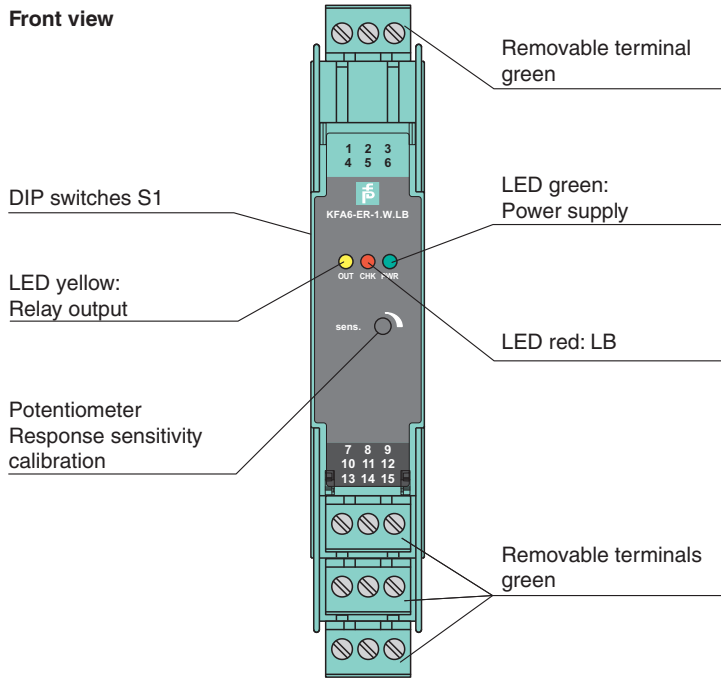 Front view
Removable terminal
green
1 2 3
4 5 6
DIP switches S1
LED green:
Power supply
KFA6-ER-1.W.LB
LED yellow:
Relay output
OUT CHK PWR
sens.
LED red: LB
Potentiometer
Response sensitivity
calibration
7 8 9
10 11 12
13 14 15
Removable terminals
green